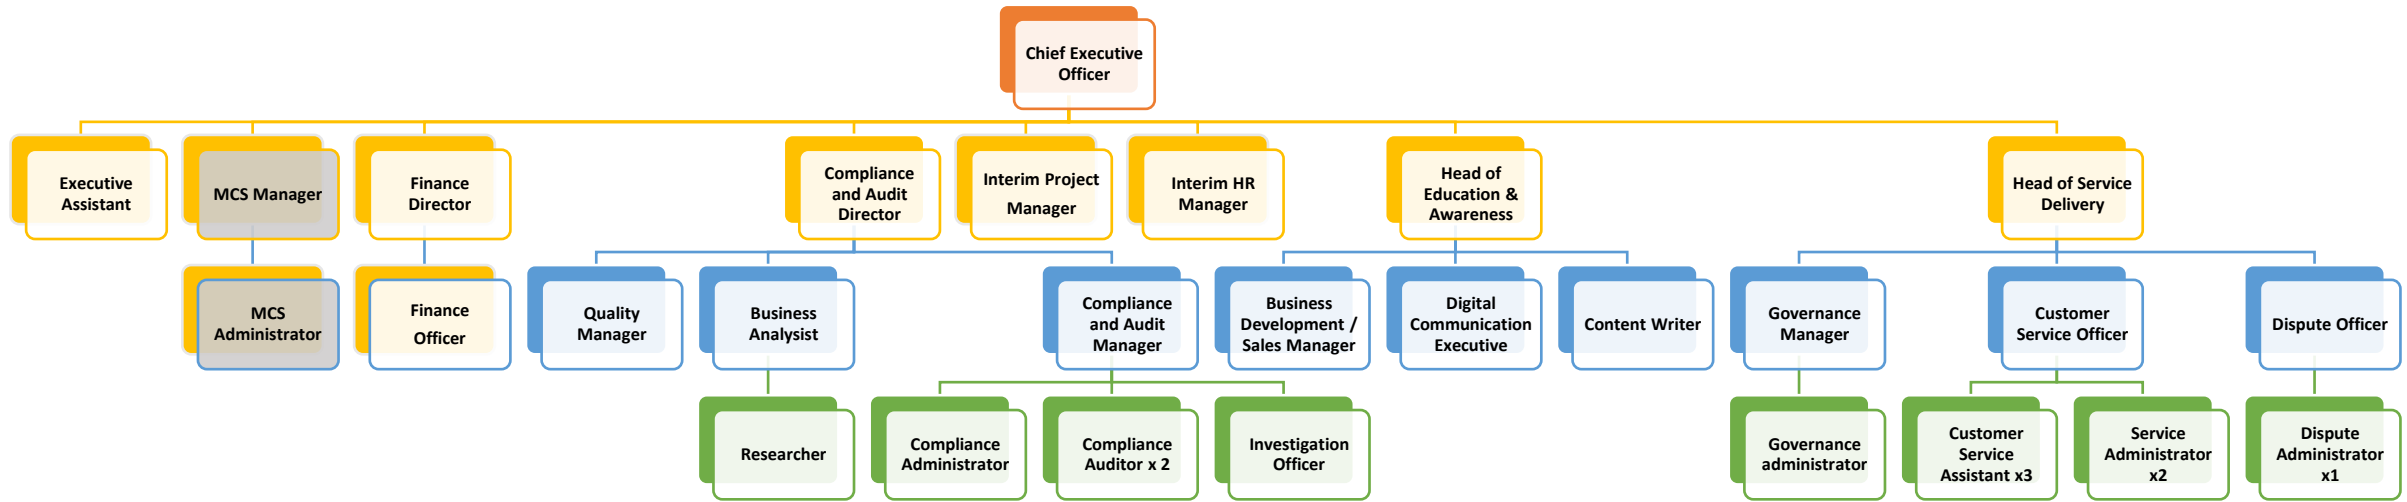 Chief Executive
Officer
Executive
Assistant
MCS Manager
Finance
Director
Compliance
and Audit
Director
Interim Project
Manager
Interim HR
Manager
Head of
Education &
Awareness
Head of Service
Delivery
MCS
Administrator
Finance
Officer
Quality
Manager
Business
Analysist
Compliance
and Audit
Manager
Business
Development /
Sales Manager
Digital
Communication
Executive
Content Writer
Governance
Manager
Customer
Service Officer
Dispute Officer
Researcher
Compliance
Administrator
Compliance
Auditor x 2
Investigation
Officer
Governance
administrator
Customer
Service
Assistant x3
Service
Administrator
x2
Dispute
Administrator
x1